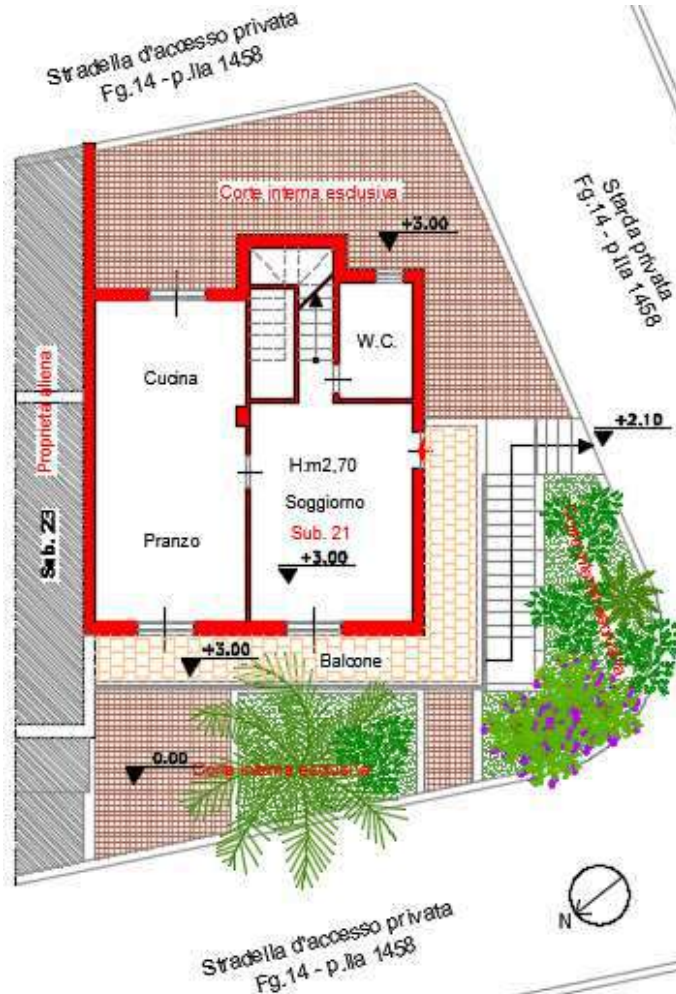 Stradella d'accesso privata
Fg.14 - p.lla 1458
Corte interna esclusiva
+3.00
Starda privata
Fg.14 - p.lla 1458
W.C.
Cucina
+2.10
Proprietà aliena
Sub. 23
H:m2,70
Soggiorno
Sub. 21
+3.00
Pranzo
+3.00
Balcone
0.00
Corte interna esclusiva
N
Stradella d'accesso privata
Fg.14 - p.lla 1458